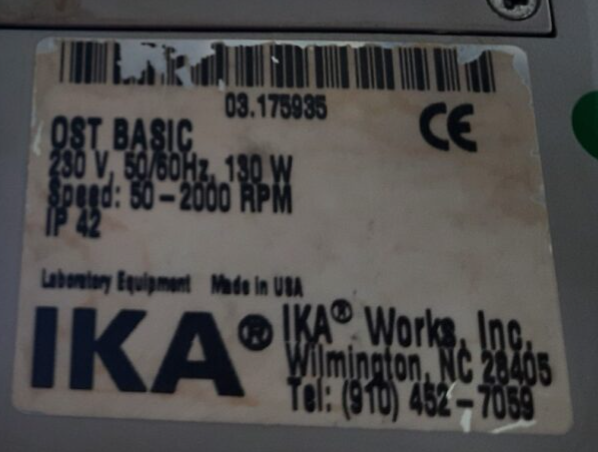 03.175935
CE
OST BASIC
230 V, 50/60Hz, 130 W
Speed: 50 - 2000 RPM
IP 42
Laboratory Equipment Made in USA
IKA®
IKA® Works, Inc.
Wilmington, NC 28405
Tel: (910) 452-7059